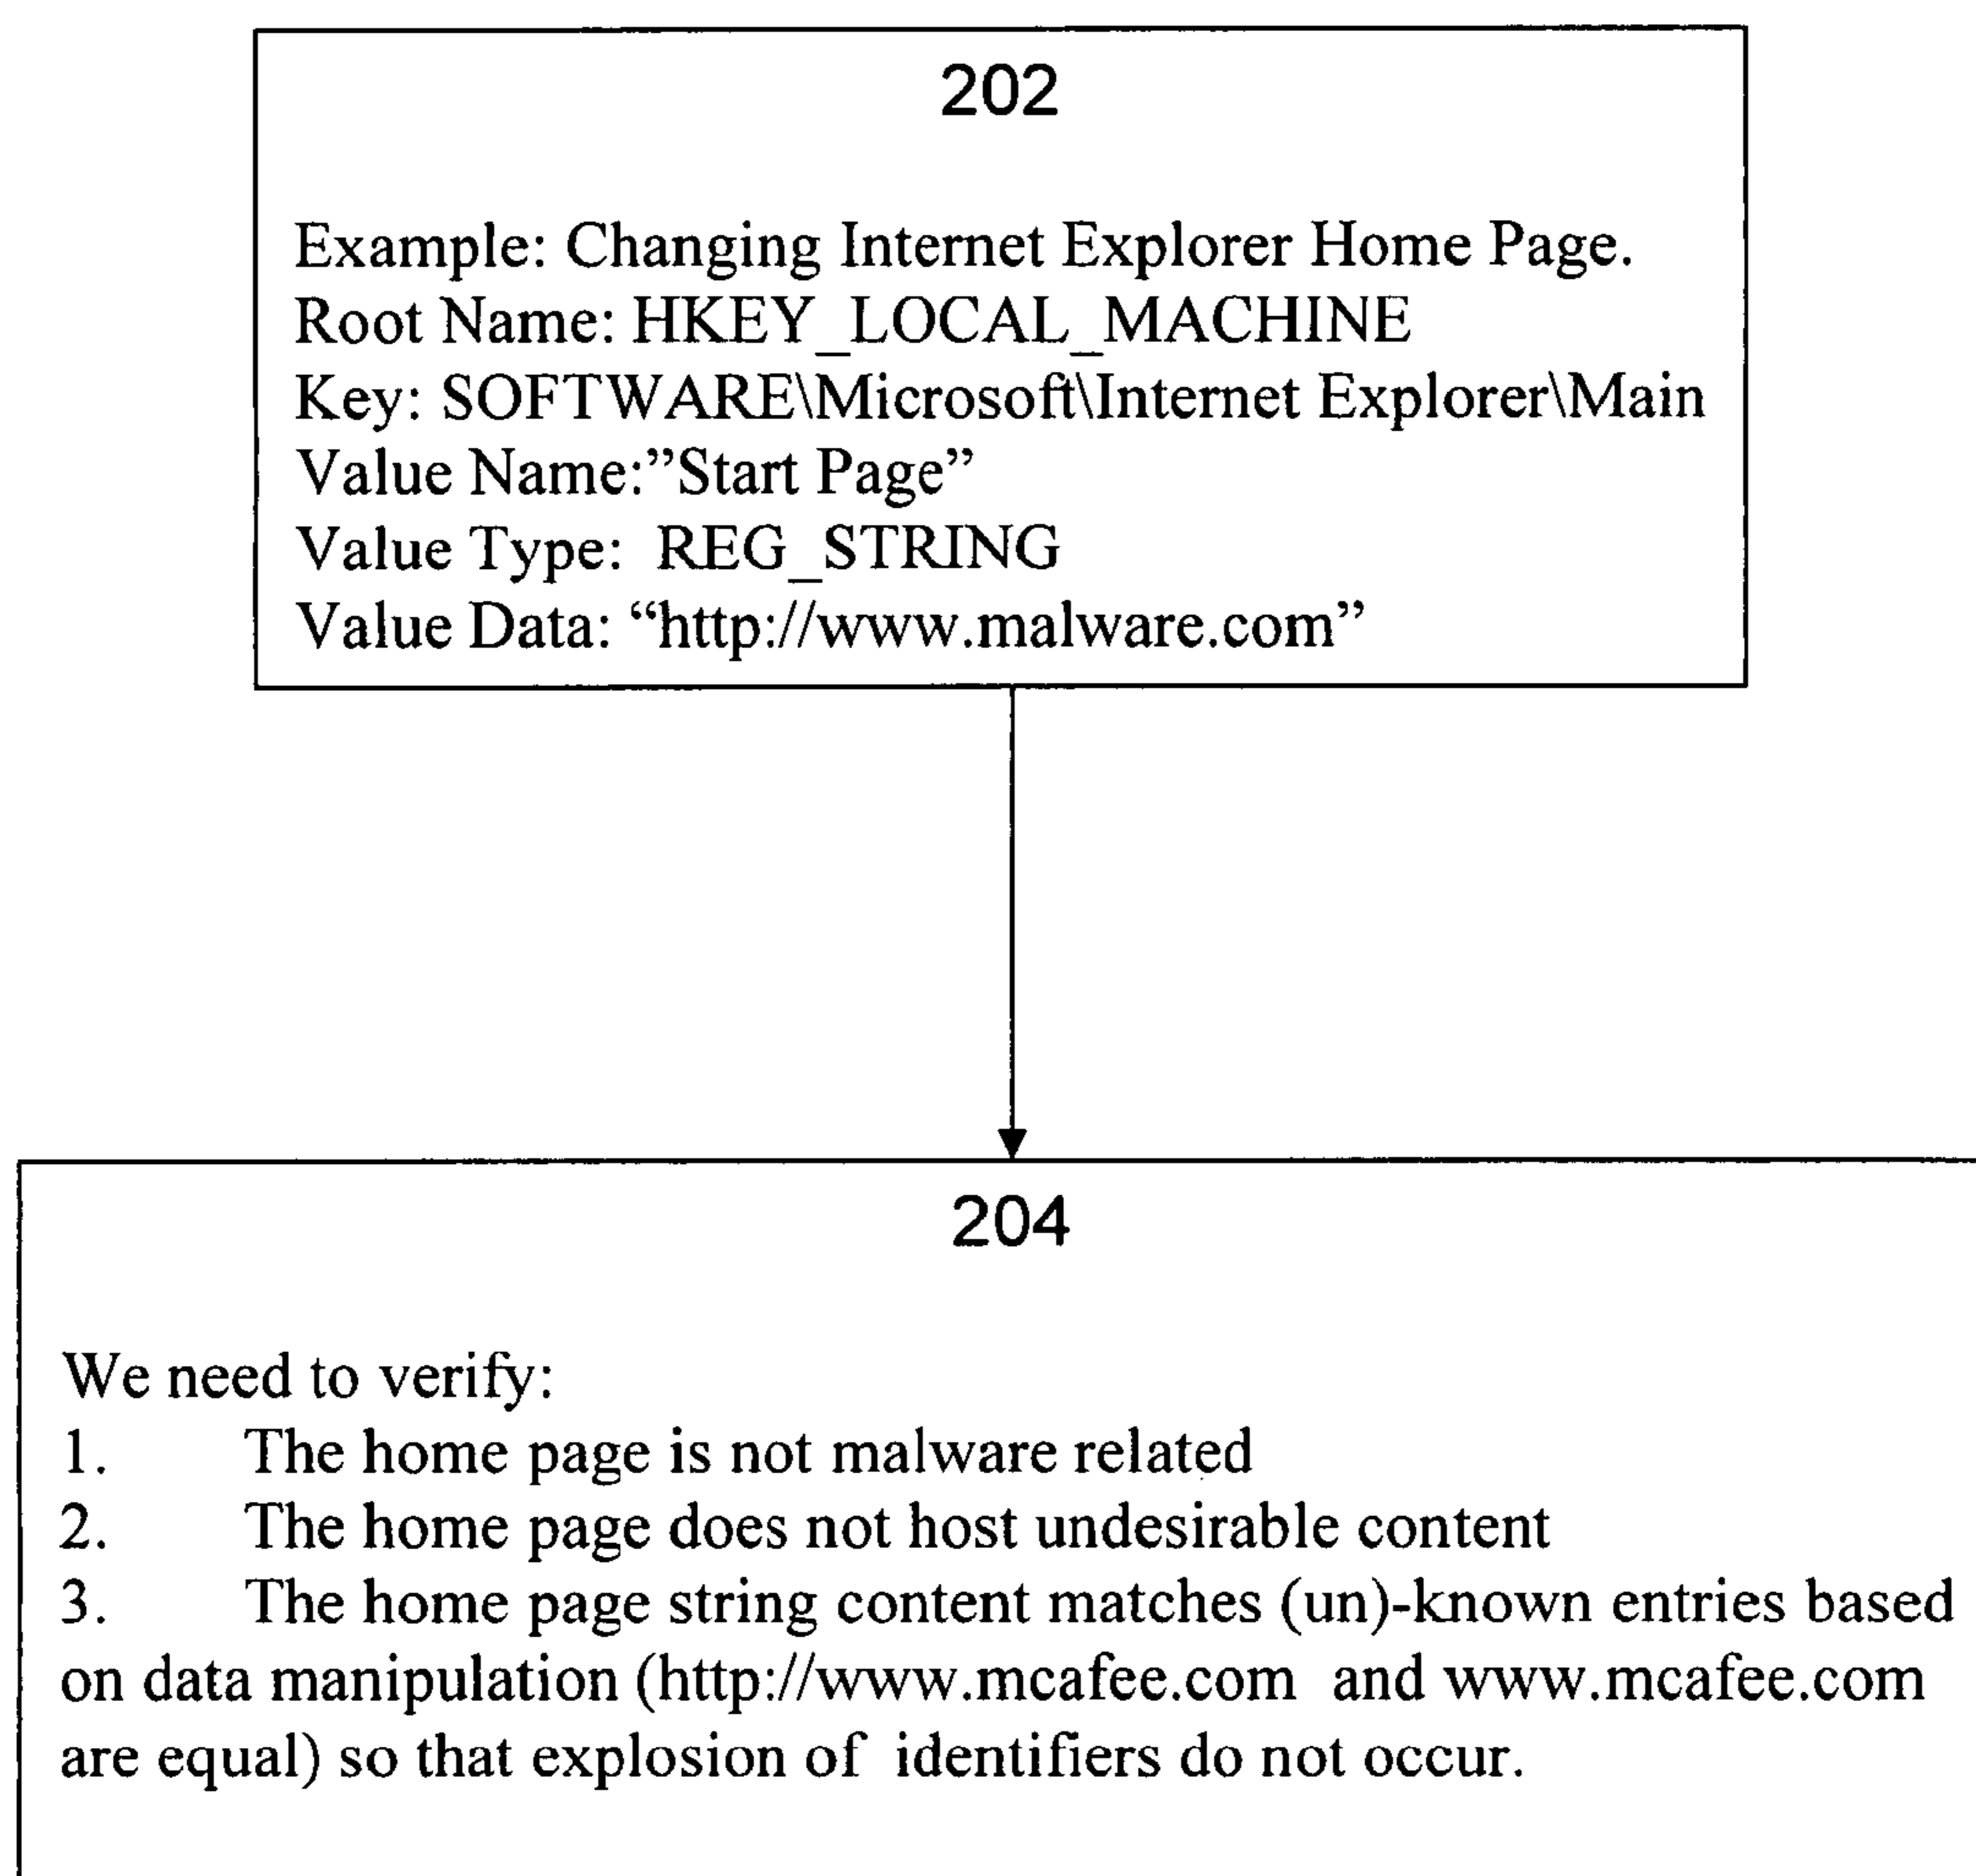 202
Example: Changing Internet Explorer Home Page.
Root Name: HKEY_LOCAL_MACHINE
Key: SOFTWARE\Microsoft\Internet Explorer\Main
Value Name:”Start Page”
Value Type: REG_STRING
Value Data: “http://www.malware.com”
204
We need to verify:
1. The home page is not malware related
2. The home page does not host undesirable content
3. The home page string content matches (un)-known entries based
on data manipulation (http://www.mcafee.com and www.mcafee.com
are equal) so that explosion of identifiers do not occur.